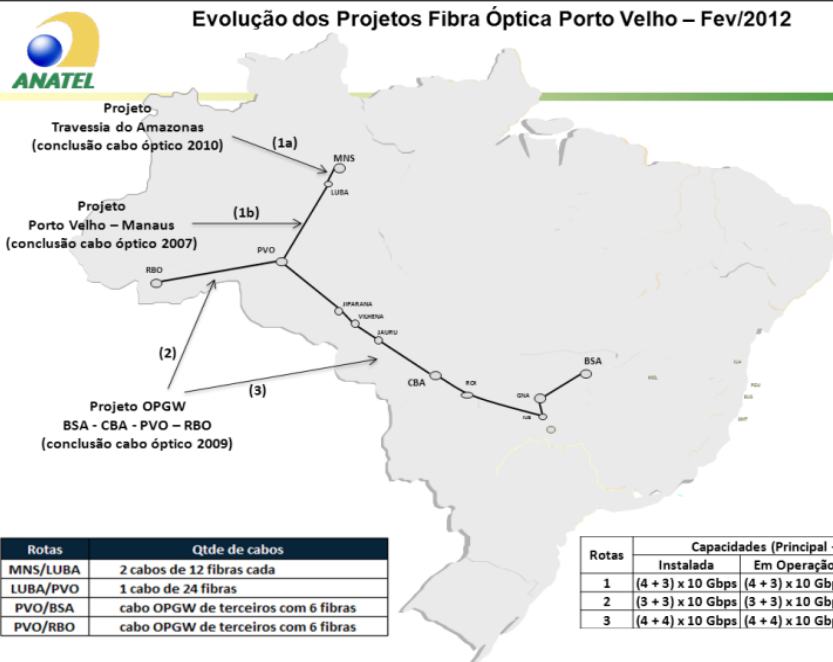 Evolução dos Projetos Fibra Óptica Porto Velho – Fev/2012
ANATEL
Projeto
Travessia do Amazonas
(conclusão cabo óptico 2010)
(1a)
MNS
LUBA
Projeto
Porto Velho – Manaus
(conclusão cabo óptico 2007)
(1b)
PVO
RBO
JIPARANA
VILHENA
JAURU
(2)
(3)
CBA
ROI
GNA
BSA
Projeto OPGW
BSA - CBA - PVO – RBO
(conclusão cabo óptico 2009)
Rotas Qtde de cabos
MNS/LUBA 2 cabos de 12 fibras cada
LUBA/PVO 1 cabo de 24 fibras
PVO/BSA cabo OPGW de terceiros com 6 fibras
PVO/RBO cabo OPGW de terceiros com 6 fibras
Rotas Capacidades (Principal
Instalada Em Operação
1 (4 + 3) x 10 Gbps (4 + 3) x 10 Gbp
2 (3 + 3) x 10 Gbps (3 + 3) x 10 Gbp
3 (4 + 4) x 10 Gbps (4 + 4) x 10 Gbp